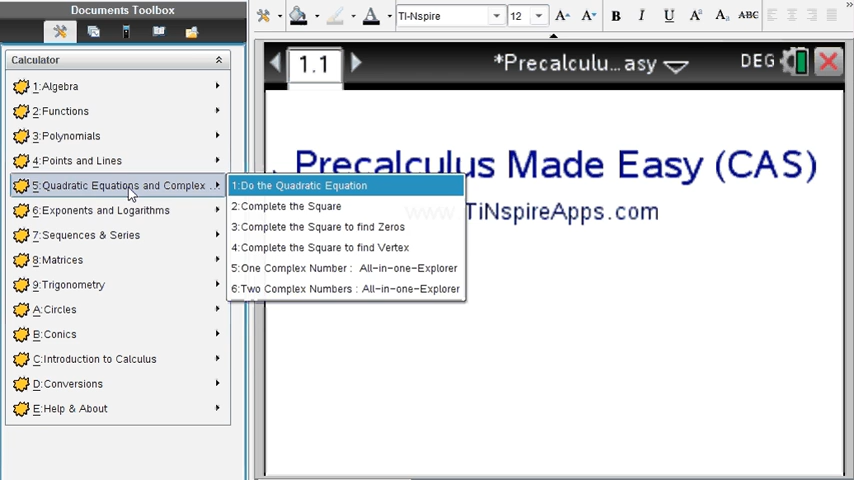 Documents Toolbox
Calculator
1:Algebra
2:Functions
3:Polynomials
4:Points and Lines
5:Quadratic Equations and Complex ...
6:Exponents and Logarithms
7:Sequences & Series
8:Matrices
9:Trigonometry
A:Circles
B:Conics
C:Introduction to Calculus
D:Conversions
E:Help & About
1:Do the Quadratic Equation
2:Complete the Square
3:Complete the Square to find Zeros
4:Complete the Square to find Vertex
5:One Complex Number : All-in-one-Explorer
6:Two Complex Numbers : All-in-one-Explorer
A TI-Nspire 12 A A B I U A A ABC
1.1 *Precalculu...asy DEG
Precalculus Made Easy (CAS)
www.TiNspireApps.com